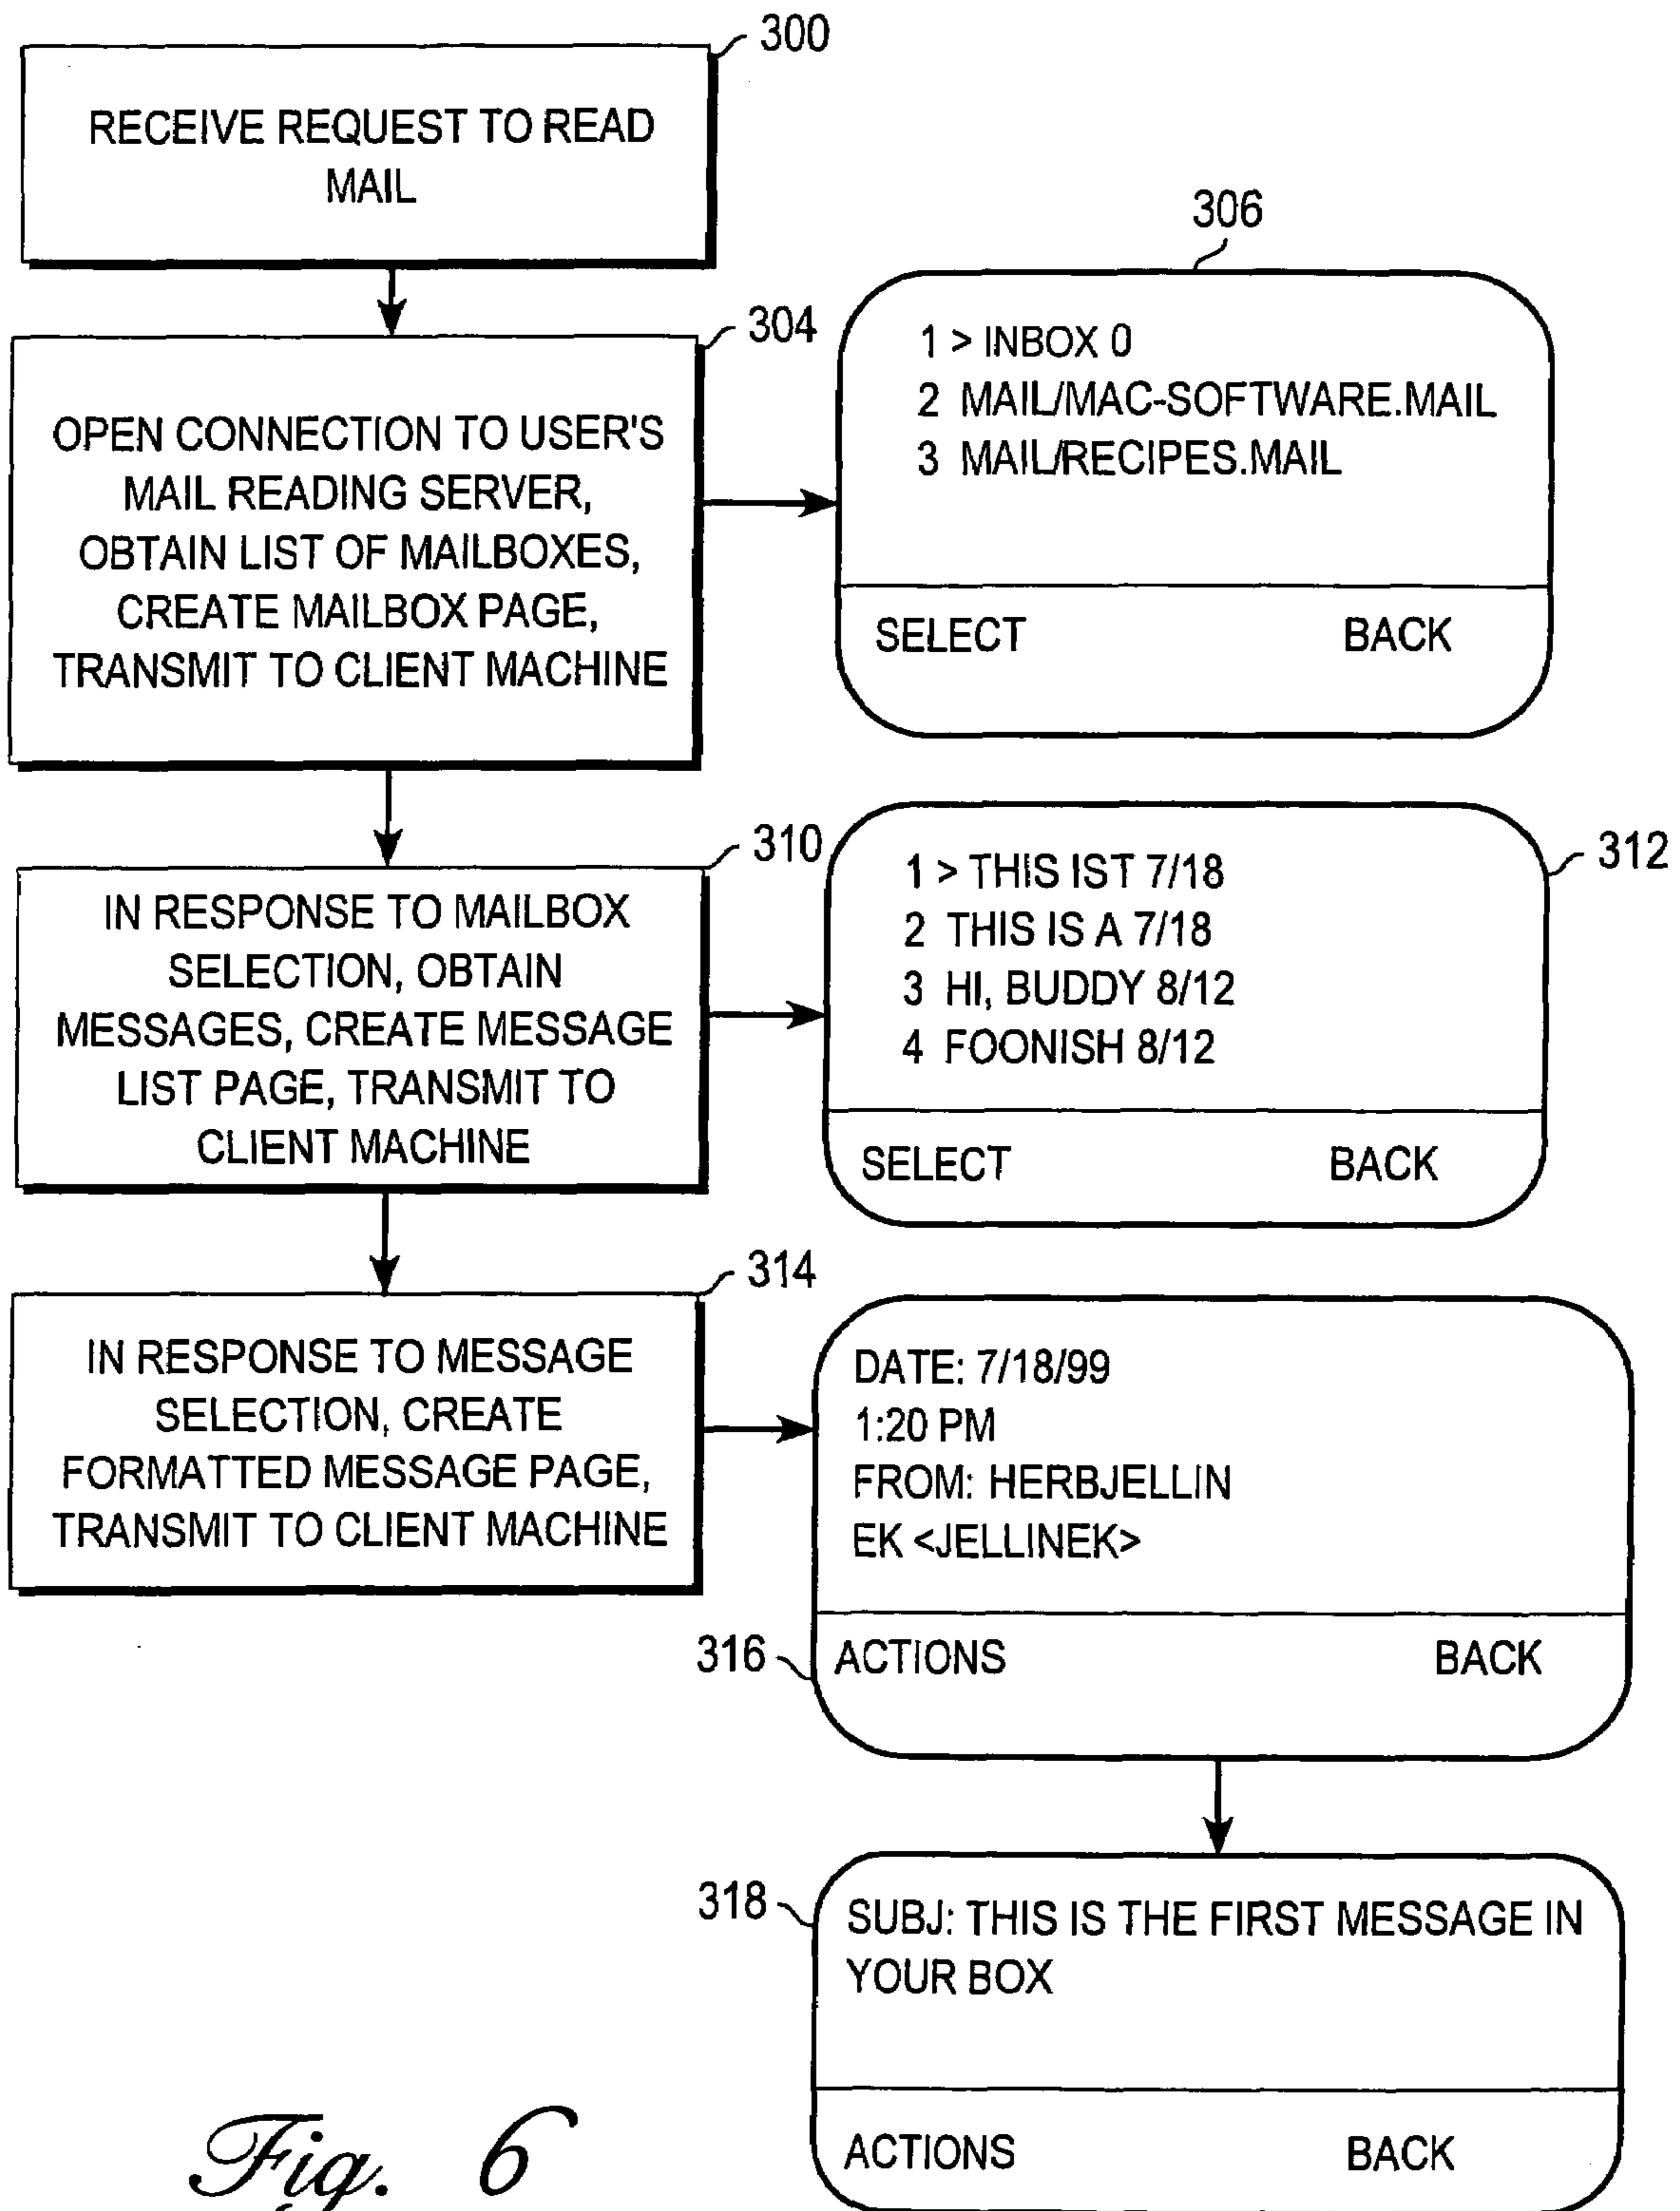 300
RECEIVE REQUEST TO READ
MAIL
304
OPEN CONNECTION TO USER'S
MAIL READING SERVER,
OBTAIN LIST OF MAILBOXES,
CREATE MAILBOX PAGE,
TRANSMIT TO CLIENT MACHINE
306
1 > INBOX 0
2 MAIL/MAC-SOFTWARE.MAIL
3 MAIL/RECIPES.MAIL
SELECT BACK
310
IN RESPONSE TO MAILBOX
SELECTION, OBTAIN
MESSAGES, CREATE MESSAGE
LIST PAGE, TRANSMIT TO
CLIENT MACHINE
312
1 > THIS IST 7/18
2 THIS IS A 7/18
3 HI, BUDDY 8/12
4 FOONISH 8/12
SELECT BACK
314
IN RESPONSE TO MESSAGE
SELECTION, CREATE
FORMATTED MESSAGE PAGE,
TRANSMIT TO CLIENT MACHINE
DATE: 7/18/99
1:20 PM
FROM: HERBJELLIN
EK <JELLINEK>
316
ACTIONS BACK
318
SUBJ: THIS IS THE FIRST MESSAGE IN
YOUR BOX
ACTIONS BACK
Fig. 6